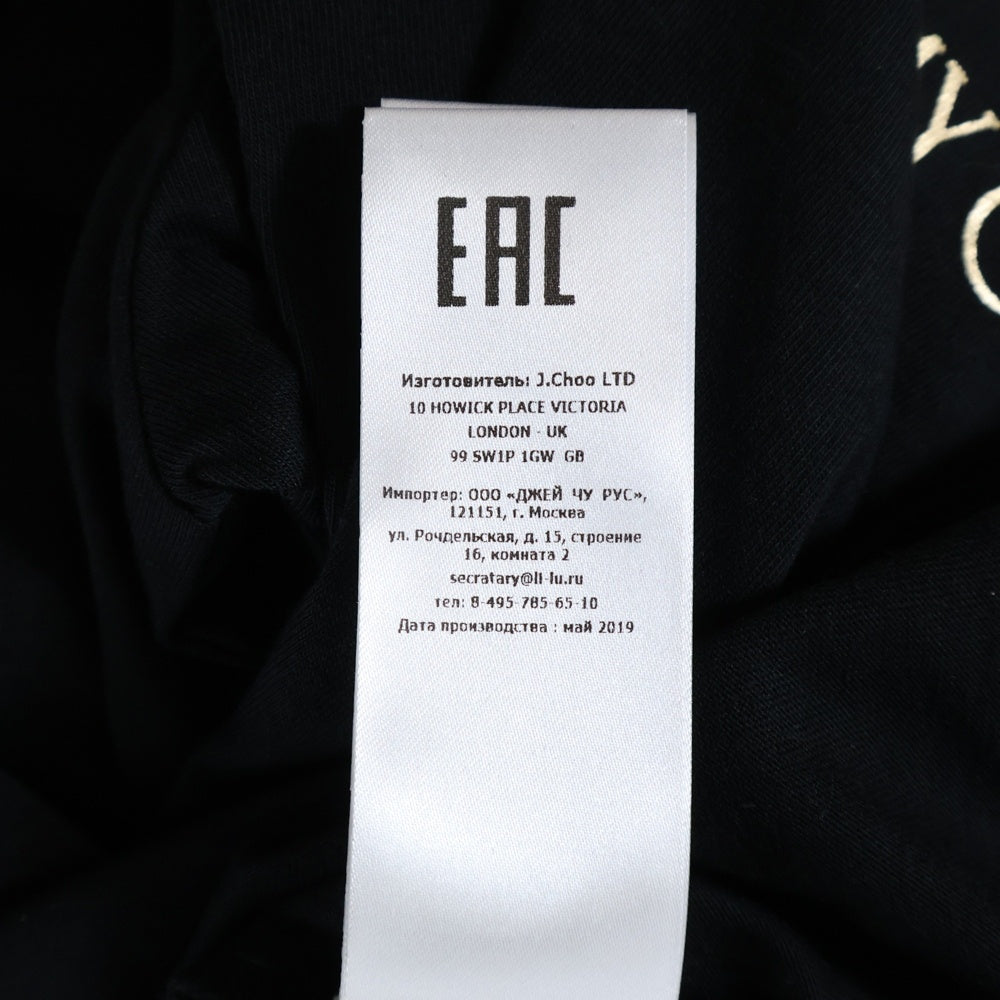 EAC
Изготовитель: J.Choo LTD
10 HOWICK PLACE VICTORIA
LONDON - UK
99 SW1P 1GW GB
Импортер: ООО «ДЖЕЙ ЧУ РУС»,
121151, г. Москва
ул. Рочдельская, д. 15, строение
16, комната 2
secratary@li-lu.ru
тел: 8-495-785-65-10
Дата производства : май 2019
Y